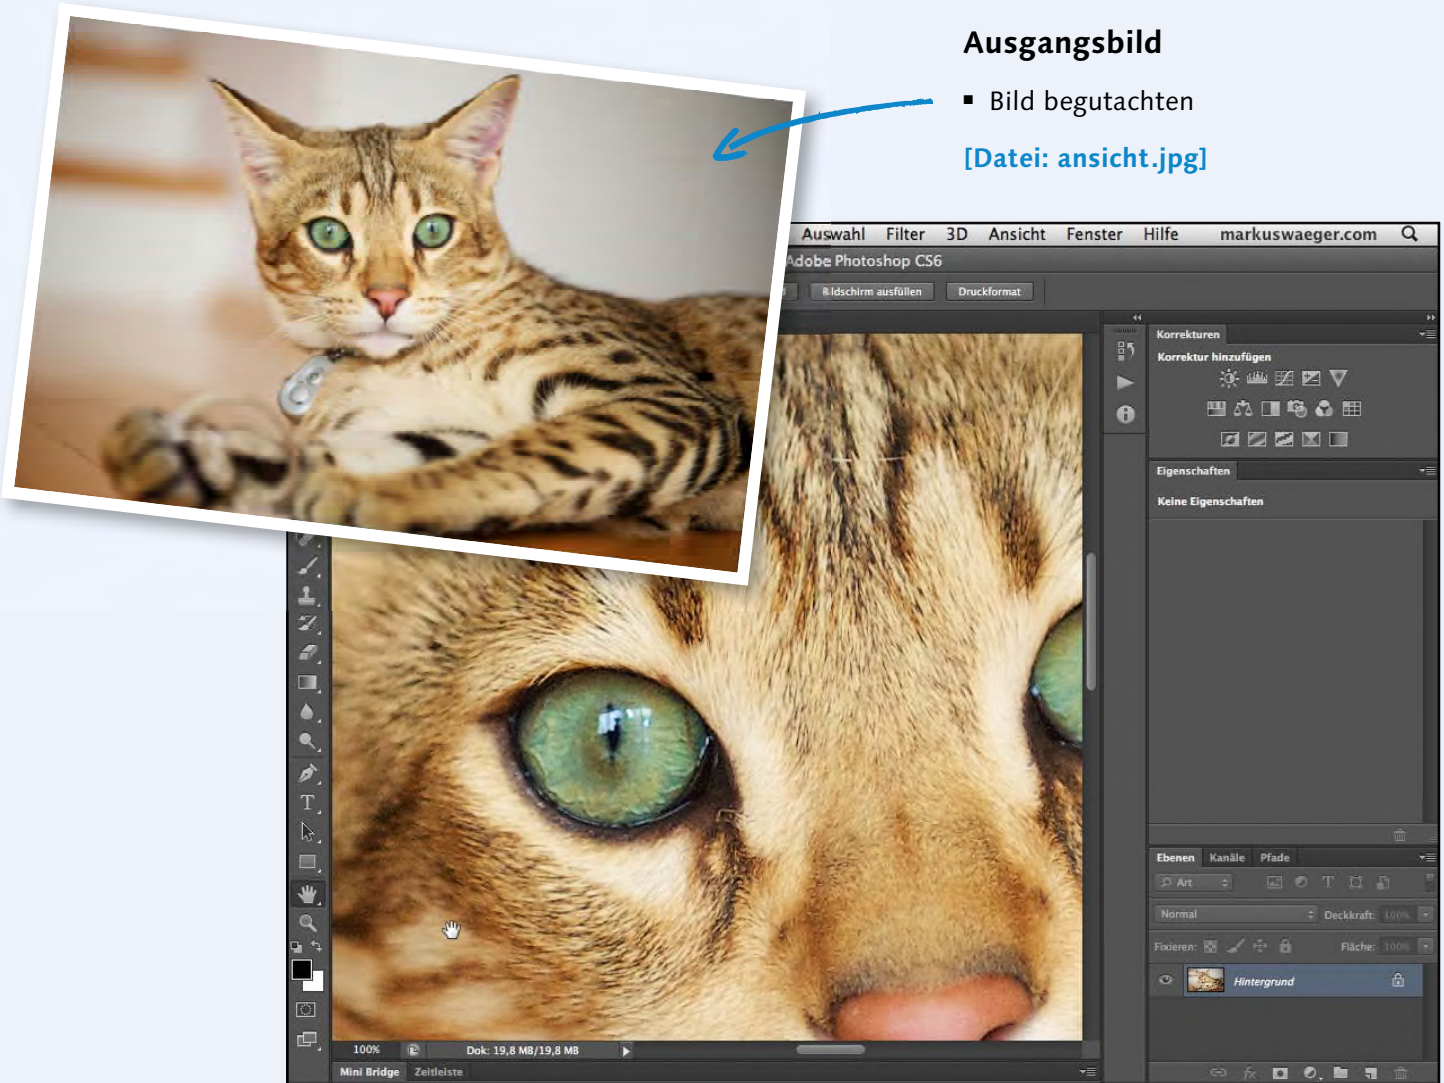 Ausgangsbild
▪ Bild begutachten
[Datei: ansicht.jpg]
Auswahl Filter 3D Ansicht Fenster Hilfe markuswaeger.com
Adobe Photoshop CS6
Bildschirm ausfüllen Druckformat
Korrekturen
Korrektur hinzufügen
Eigenschaften
Keine Eigenschaften
Ebenen Kanäle Pfade
Art
Normal Deckkraft: 100%
Fixieren: Fläche: 100%
Hintergrund
100% Dok: 19,8 MB/19,8 MB
Mini Bridge Zeitleiste